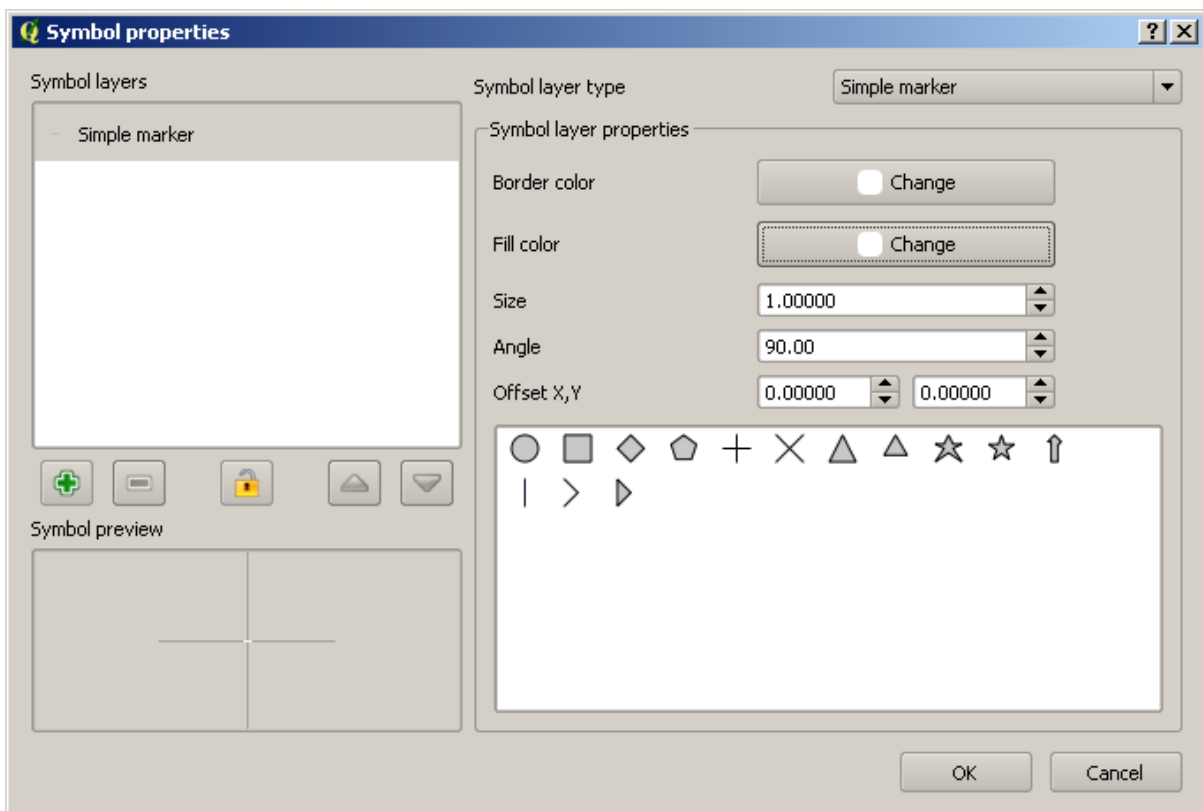 Symbol properties
Symbol layers
Simple marker
Symbol preview
Symbol layer type
Simple marker
Symbol layer properties
Border color
Change
Fill color
Change
Size
1.00000
Angle
90.00
Offset X,Y
0.00000
0.00000
OK
Cancel